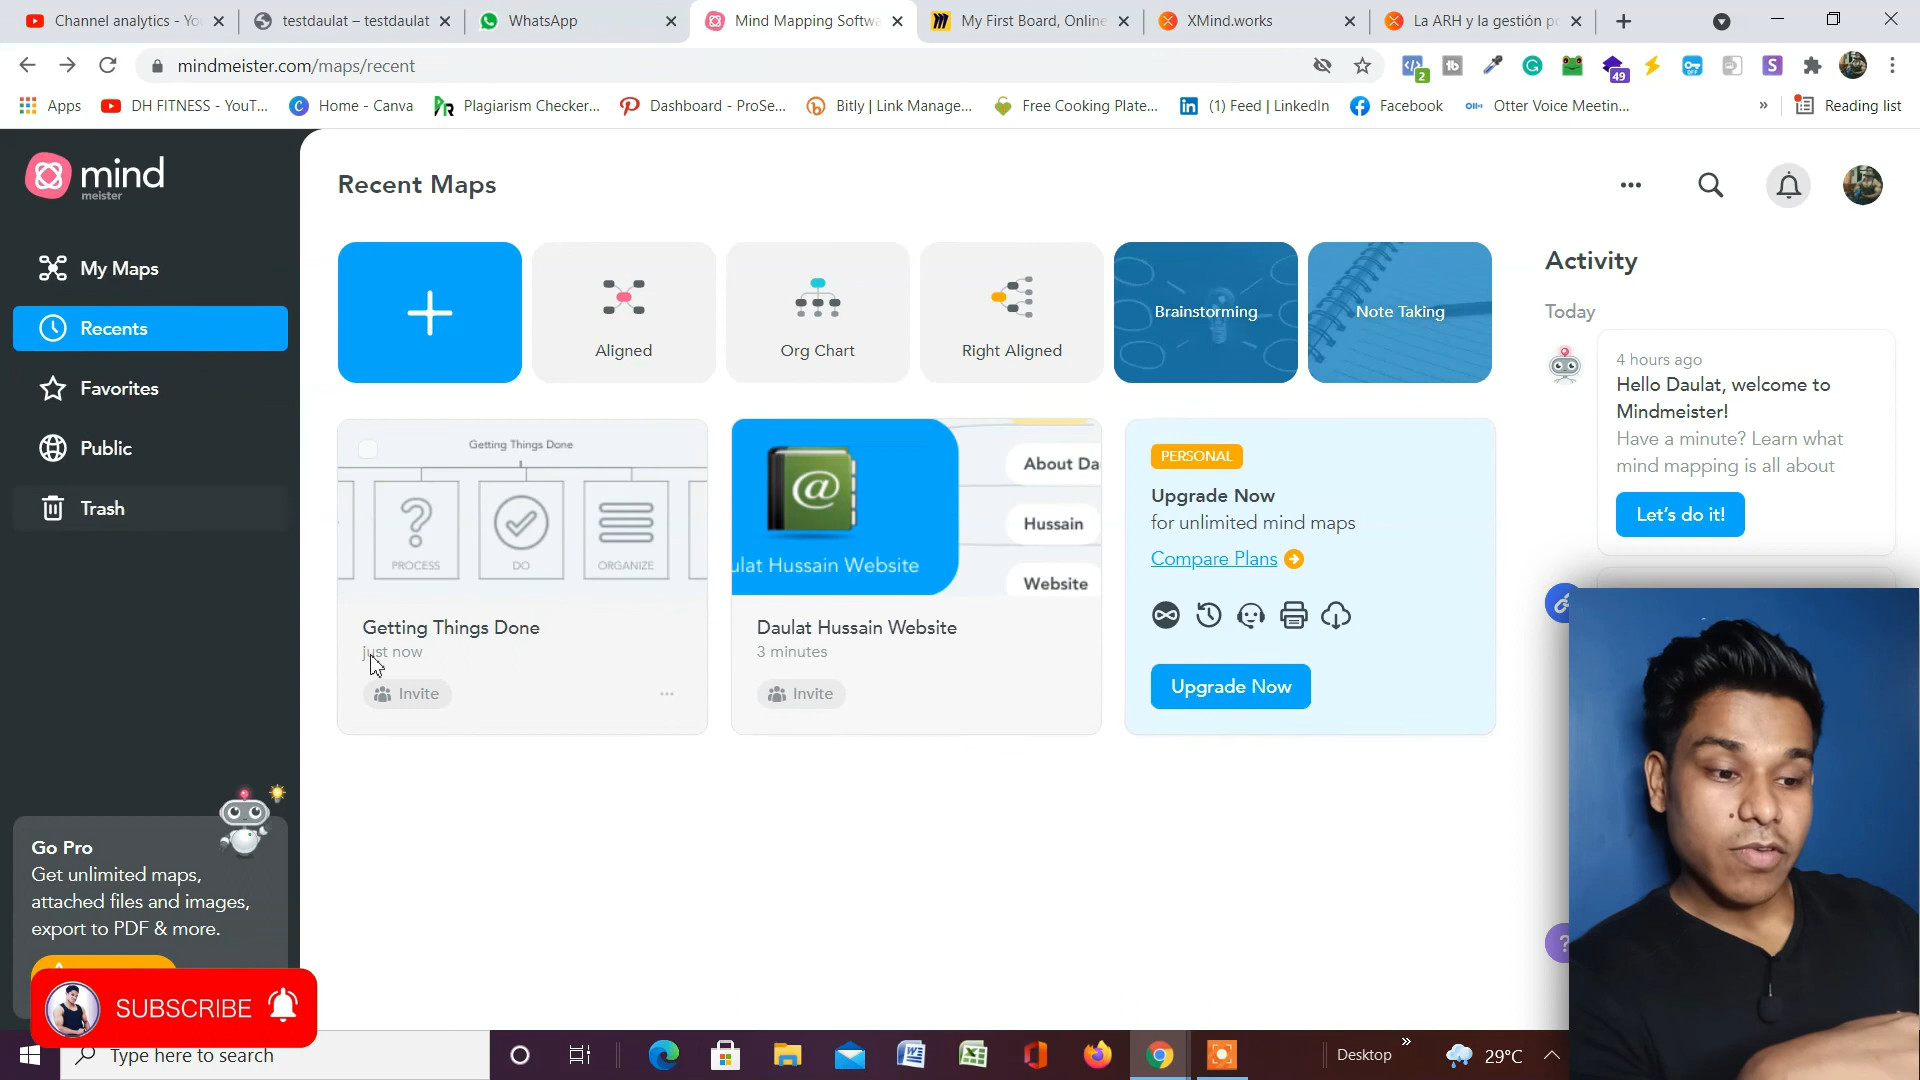 Channel analytics - Yo
testdaulat – testdaulat
WhatsApp
Mind Mapping Softwa
My First Board, Online
XMind.works
La ARH y la gestión p
mindmeister.com/maps/recent
2
49
Apps
DH FITNESS - YouT...
Home - Canva
Plagiarism Checker...
Dashboard - ProSe...
Bitly | Link Manage...
Free Cooking Plate...
(1) Feed | LinkedIn
Facebook
Otter Voice Meetin...
»
Reading list
mind
meister
My Maps
Recents
Favorites
Public
Trash
Go Pro
Get unlimited maps,
attached files and images,
export to PDF & more.
SUBSCRIBE
Recent Maps
Aligned
Org Chart
Right Aligned
Brainstorming
Note Taking
Getting Things Done
PROCESS
DO
ORGANIZE
Getting Things Done
just now
Invite
ulat Hussain Website
About Da
Hussain
Website
Daulat Hussain Website
3 minutes
Invite
PERSONAL
Upgrade Now
for unlimited mind maps
Compare Plans
Upgrade Now
Activity
Today
4 hours ago
Hello Daulat, welcome to
Mindmeister!
Have a minute? Learn what
mind mapping is all about
Let's do it!
Type here to search
Desktop
»
29°C